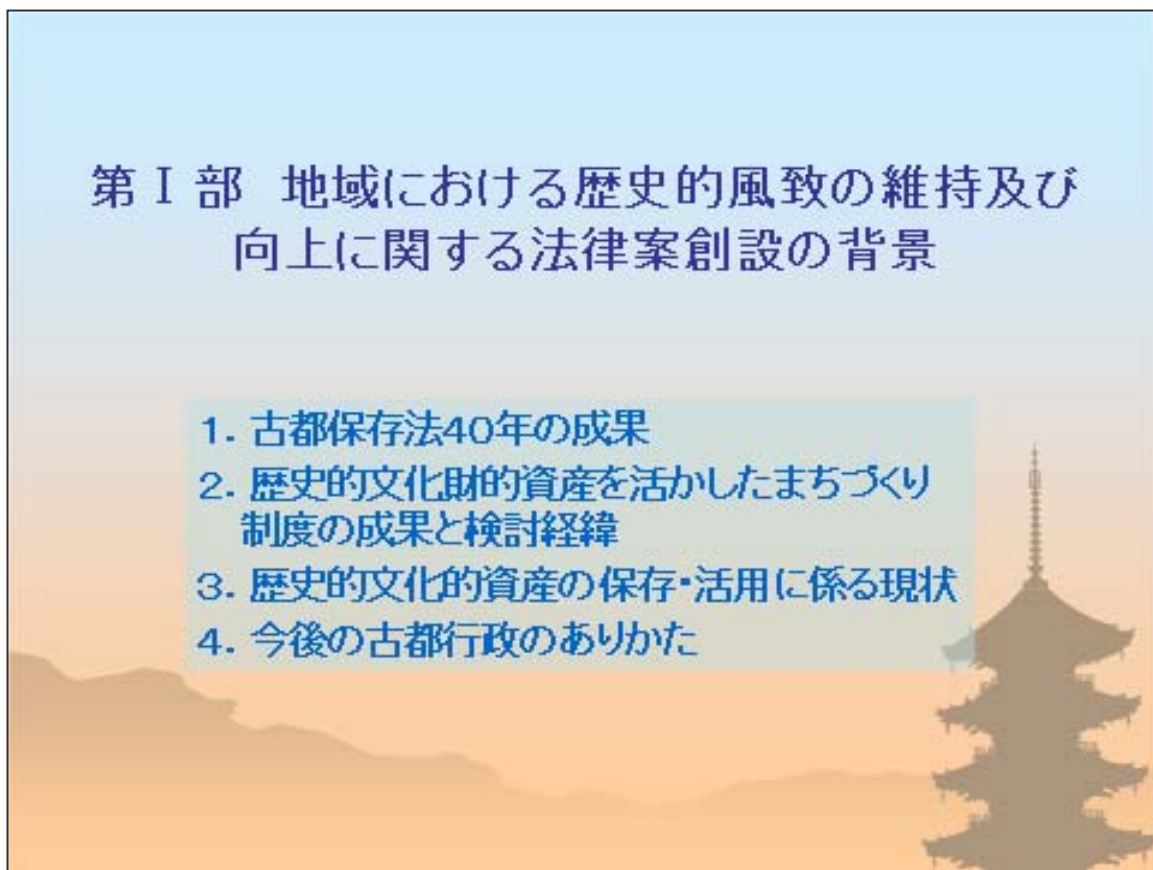 第Ⅰ部 地域における歴史的風致の維持及び
向上に関する法律案創設の背景
１．古都保存法４０年の成果
２．歴史的文化財的資産を活かしたまちづくり
制度の成果と検討経緯
３．歴史的文化的資産の保存・活用に係る現状
４．今後の古都行政のありかた